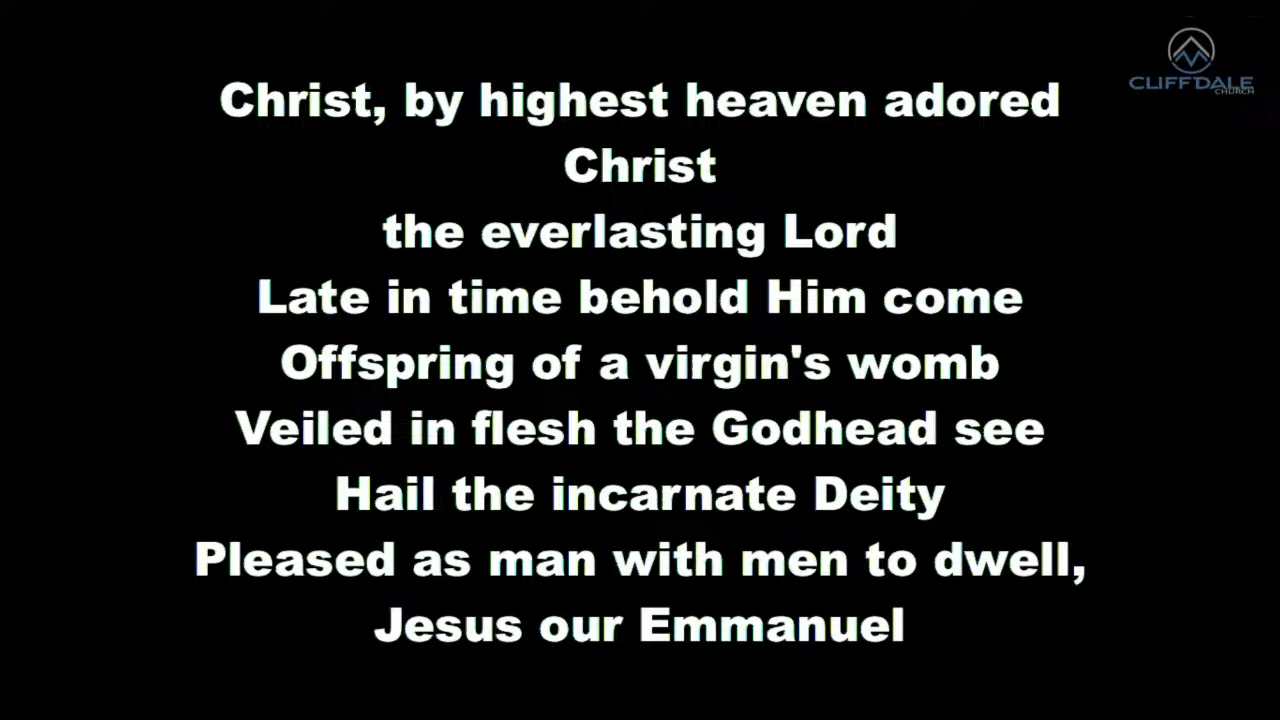 CLIFFDALE
CHURCH
Christ, by highest heaven adored
Christ
the everlasting Lord
Late in time behold Him come
Offspring of a virgin's womb
Veiled in flesh the Godhead see
Hail the incarnate Deity
Pleased as man with men to dwell,
Jesus our Emmanuel